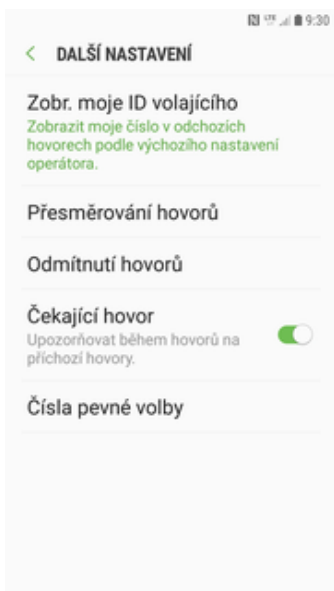 9:30
DALŠÍ NASTAVENÍ
Zobr. moje ID volajícího
Zobrazit moje číslo v odchozích
hovorech podle výchozího nastavení
operátora.
Přesměrování hovorů
Odmítnutí hovorů
Čekající hovor
Upozorňovat během hovorů na
příchozí hovory.
Čísla pevné volby